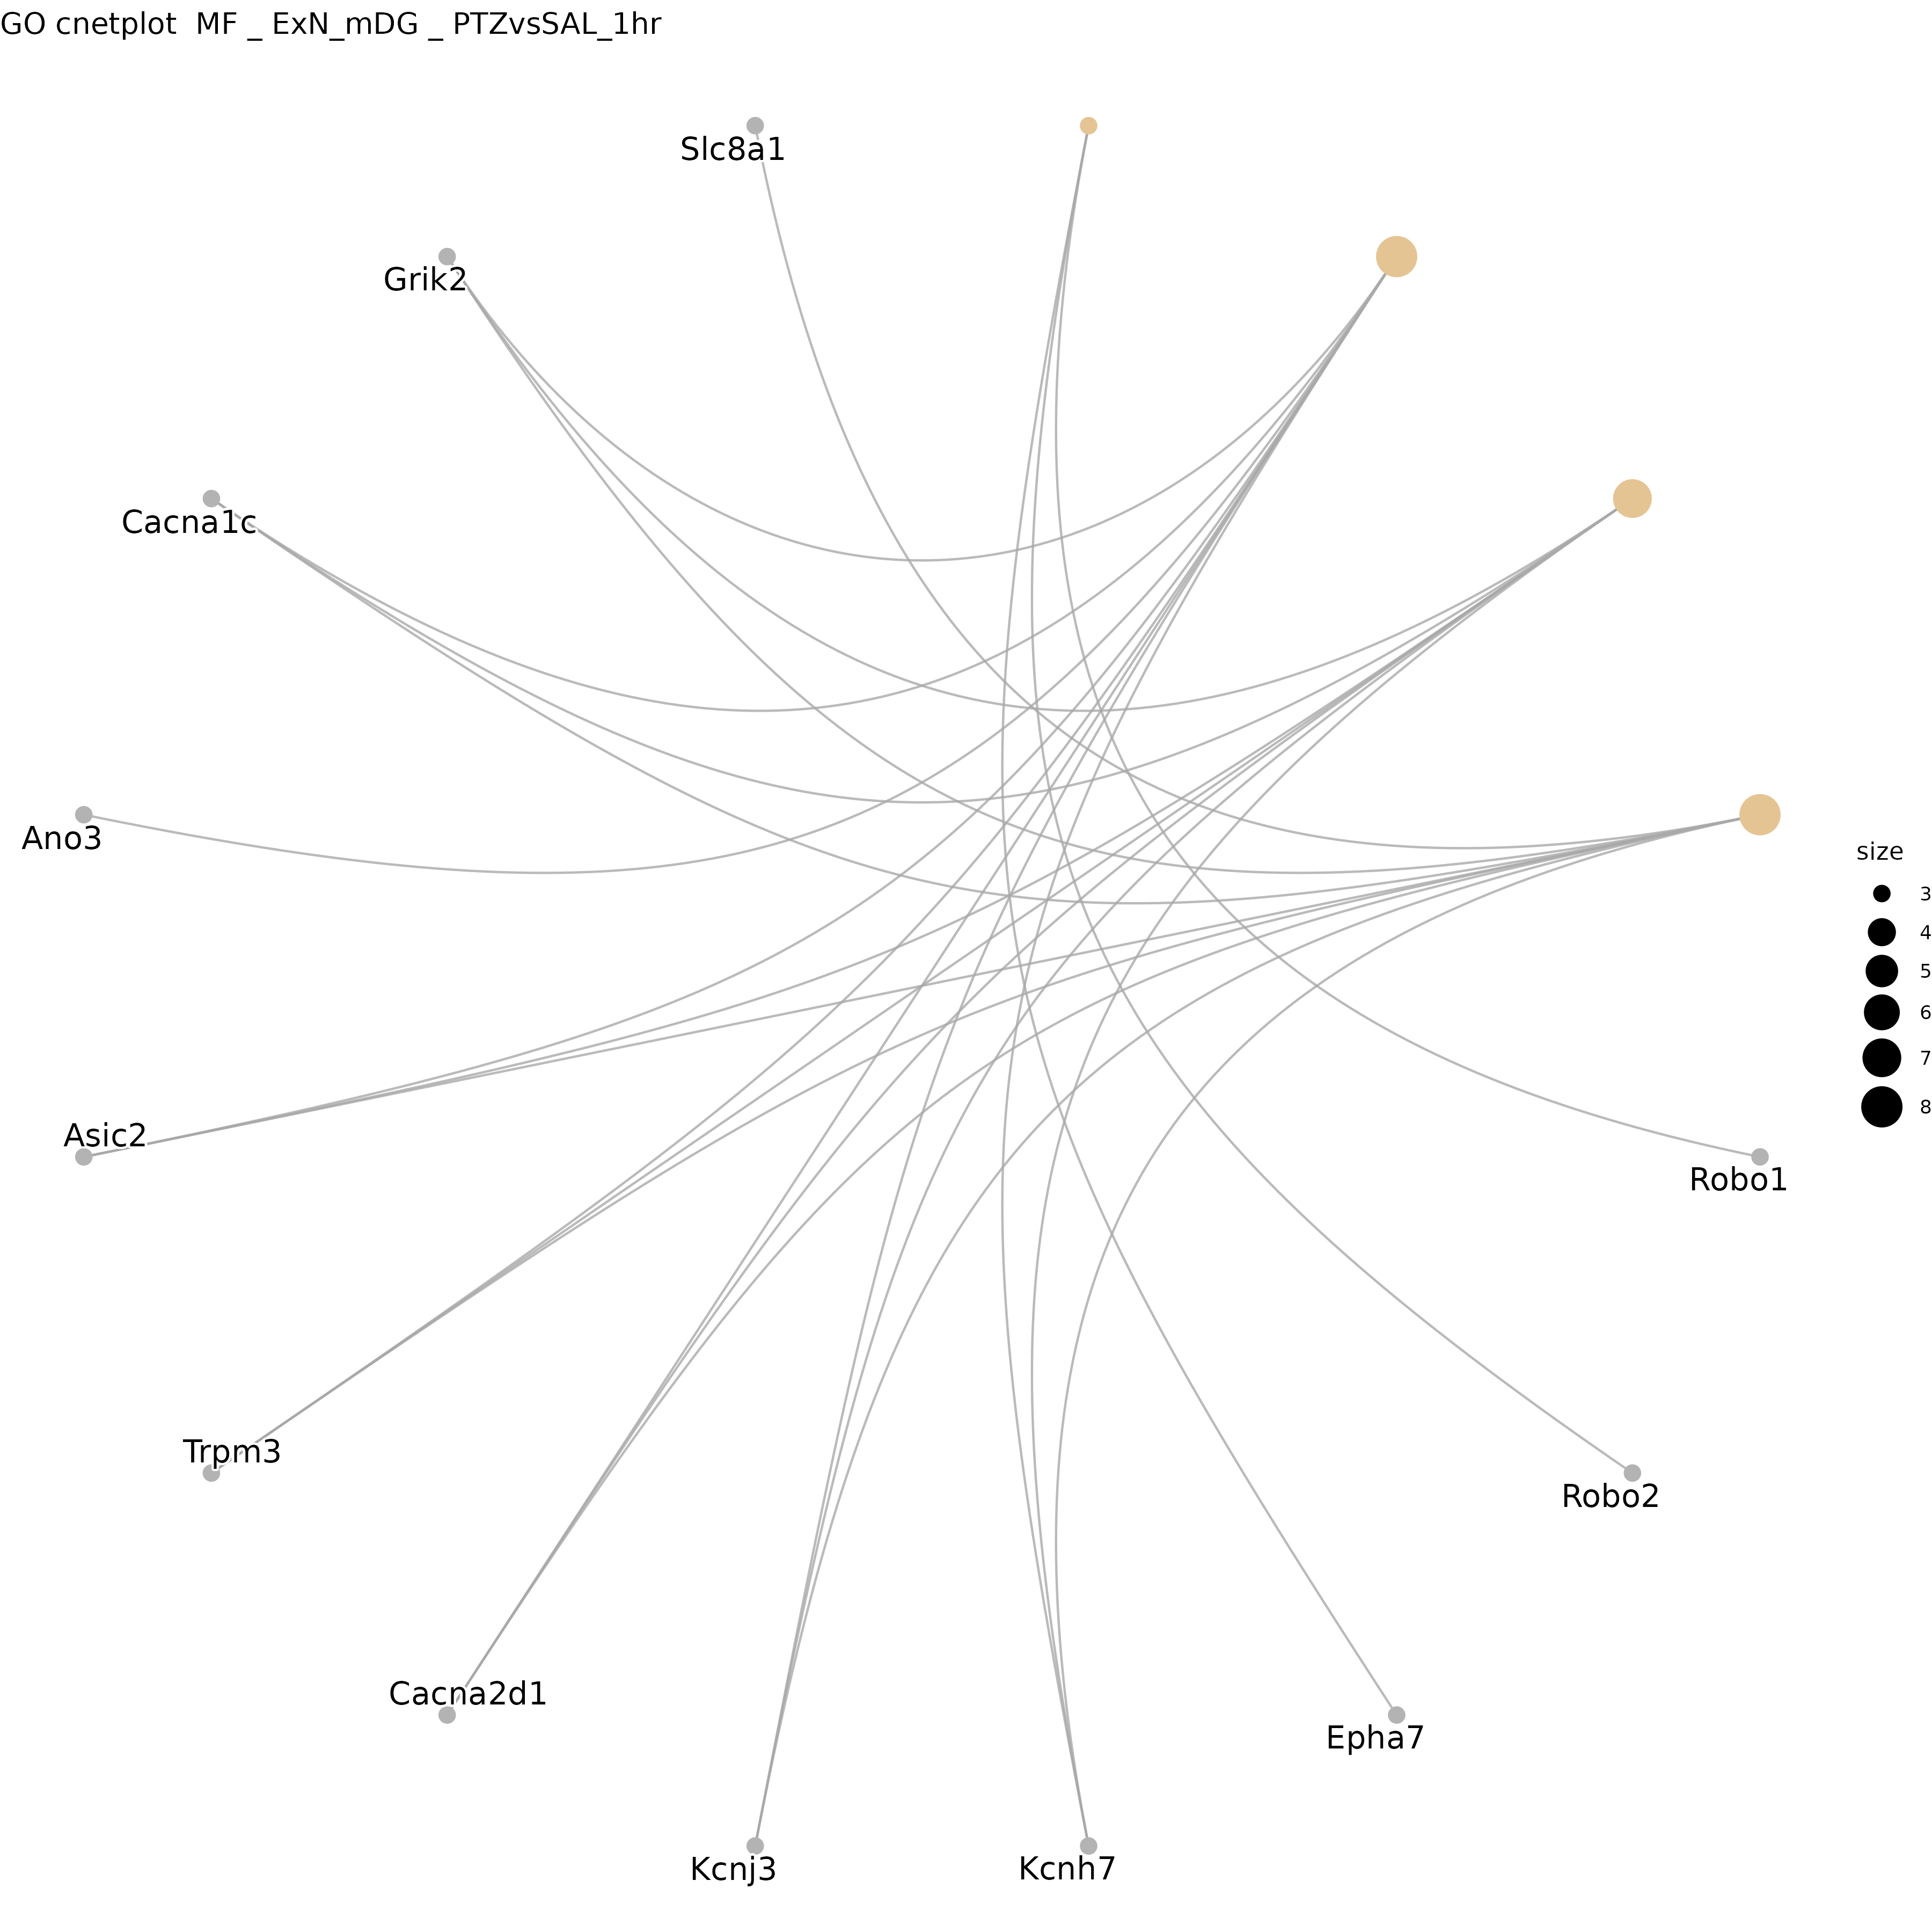 GO cnetplot  MF _ ExN_mDG _ PTZvsSAL_1hr
Slc8a1
Grik2
Cacna1c
Ano3
size
3
4
5
6
7
8
Asic2
Robo1
Trpm3
Robo2
Cacna2d1
Epha7
Kcnj3
Kcnh7